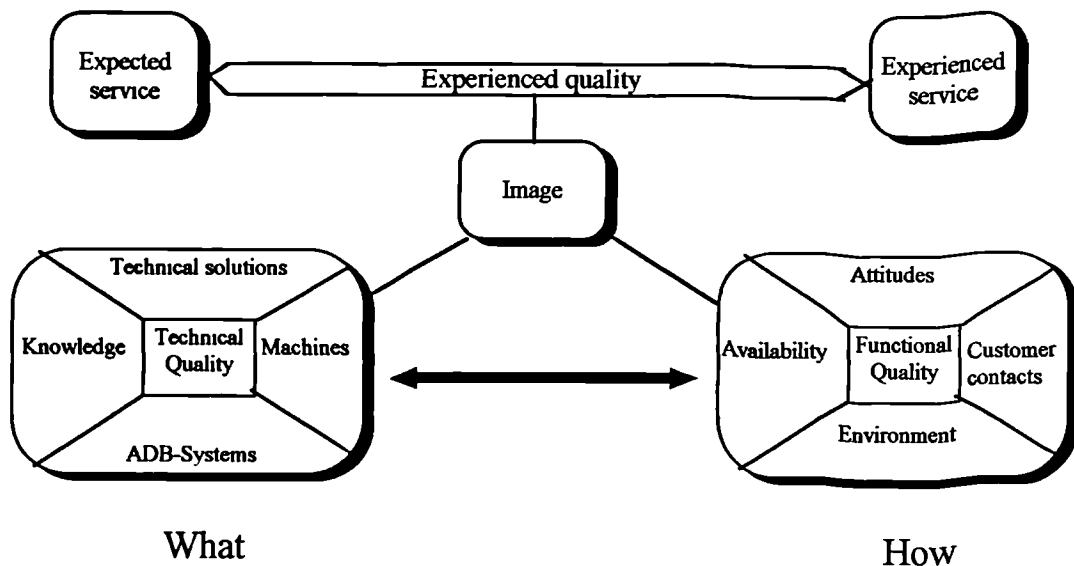 Expected
service
Experienced quality
Experienced
service
Image
Technical solutions
Knowledge
Technical
Quality
Machines
ADB-Systems
Attitudes
Availability
Functional
Quality
Customer
contacts
Environment
What
How